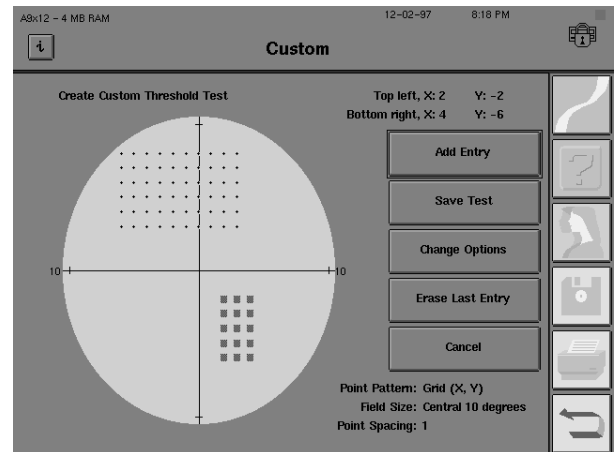 A9x12 - 4 MB RAM
12-02-97 8:18 PM
i
Custom
Create Custom Threshold Test
Top left, X: 2 Y: -2
Bottom right, X: 4 Y: -6
Add Entry
Save Test
10
10
Change Options
?
Erase Last Entry
Cancel
Point Pattern: Grid (X, Y)
Field Size: Central 10 degrees
Point Spacing: 1